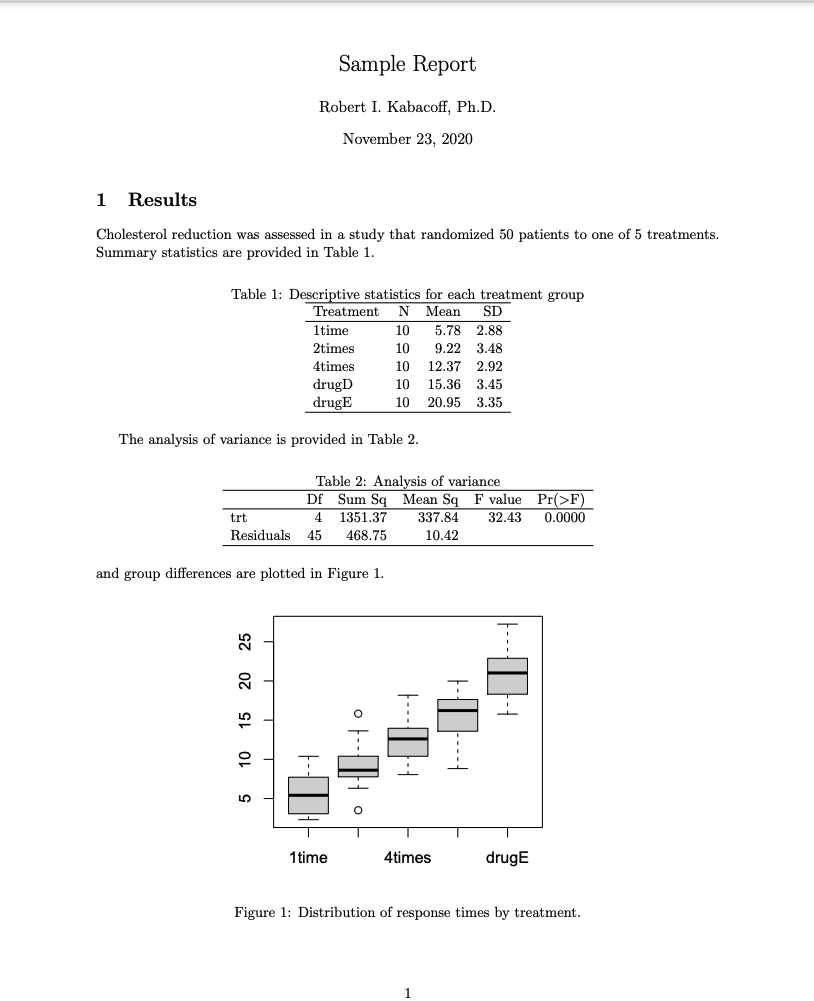 Sample Report
Robert I. Kabacoff, Ph.D.
November 23, 2020
1 Results
Cholesterol reduction was assessed in a study that randomized 50 patients to one of 5 treatments.
Summary statistics are provided in Table 1.
Table 1: Descriptive statistics for each treatment group
Treatment N Mean SD
1time 10 5.78 2.88
2times 10 9.22 3.48
4times 10 12.37 2.92
drugD 10 15.36 3.45
drugE 10 20.95 3.35
The analysis of variance is provided in Table 2.
Table 2: Analysis of variance
Df Sum Sq Mean Sq F value Pr(>F)
trt 4 1351.37 337.84 32.43 0.0000
Residuals 45 468.75 10.42
and group differences are plotted in Figure 1.
25
20
15
10
5
1time 4times drugE
Figure 1: Distribution of response times by treatment.
1